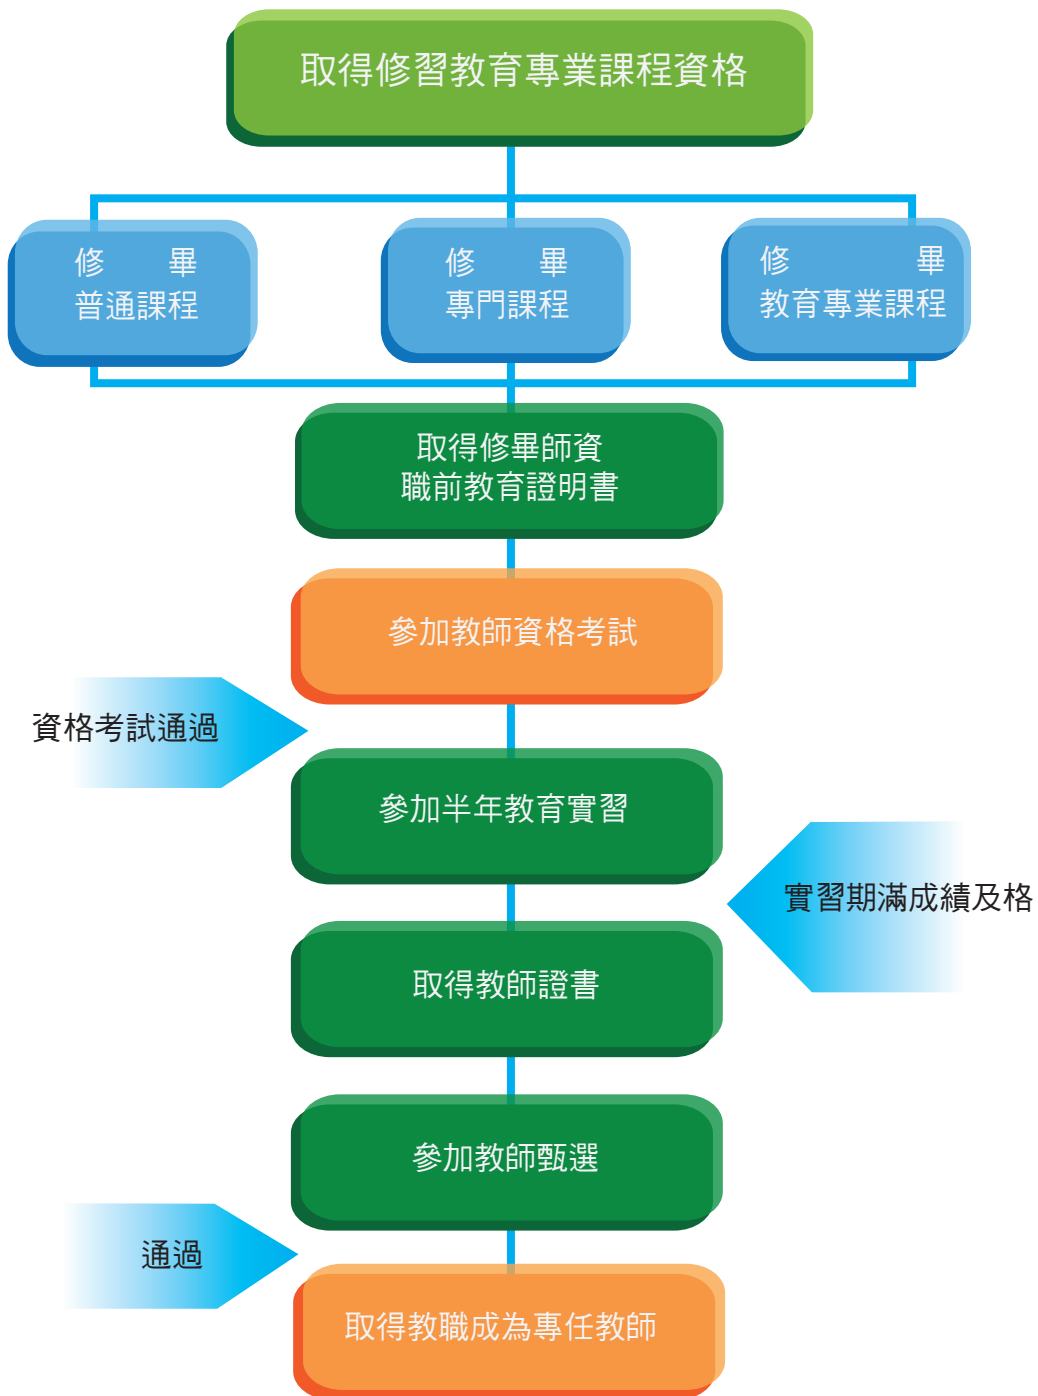 取得修習教育專業課程資格
修　　畢
普通課程
修　　畢
專門課程
修　　　　畢
教育專業課程
取得修畢師資
職前教育證明書
參加教師資格考試
資格考試通過
參加半年教育實習
實習期滿成績及格
取得教師證書
參加教師甄選
通過
取得教職成為專任教師